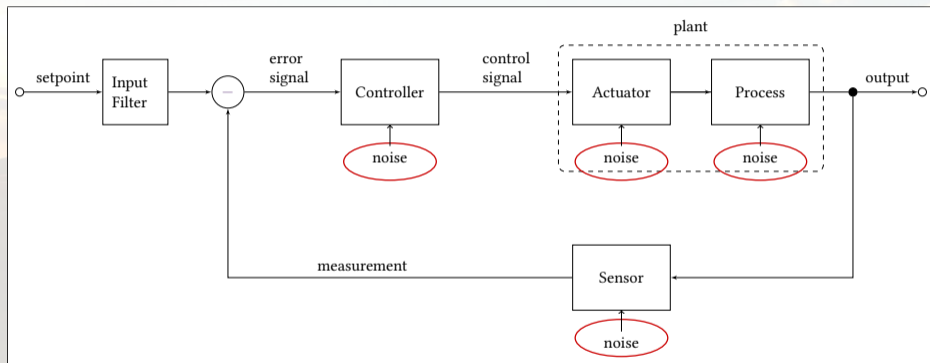 plant
error
signal
control
signal
setpoint
Input
Filter
−
Controller
Actuator
Process
output
noise
noise
noise
measurement
Sensor
noise